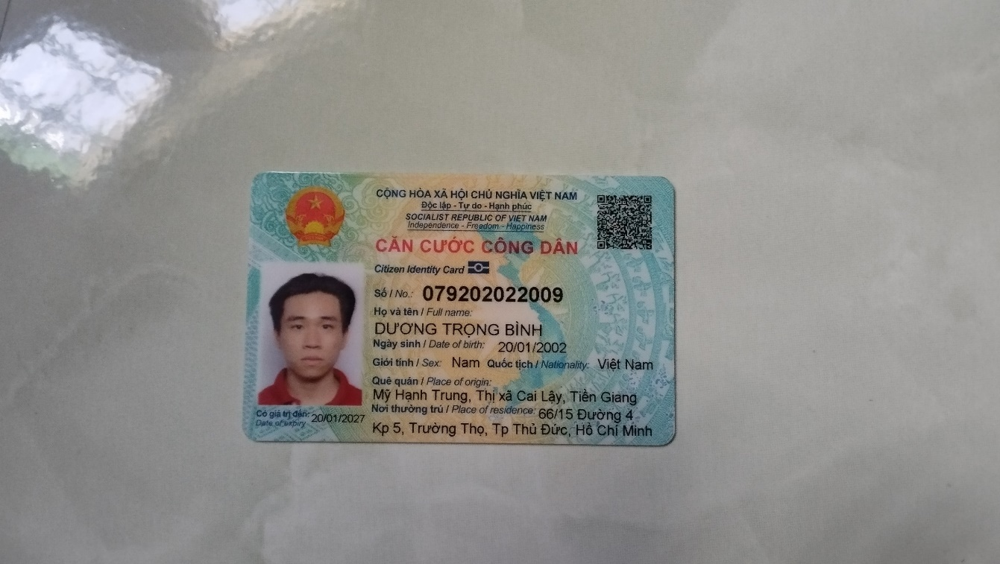 CỘNG HÒA XÃ HỘI CHỦ NGHĨA VIỆT NAM
Độc lập - Tự do - Hạnh phúc
SOCIALIST REPUBLIC OF VIET NAM
Independence - Freedom - Happiness
CĂN CƯỚC CÔNG DÂN
Citizen Identity Card
Số / No.: 079202022009
Họ và tên / Full name:
DƯƠNG TRỌNG BÌNH
Ngày sinh / Date of birth: 20/01/2002
Giới tính / Sex: Nam Quốc tịch / Nationality: Việt Nam
Quê quán / Place of origin:
Mỹ Hạnh Trung, Thị xã Cai Lậy, Tiền Giang
Nơi thường trú / Place of residence: 66/15 Đường 4
Kp 5, Trường Thọ, Tp Thủ Đức, Hồ Chí Minh
Có giá trị đến: 20/01/2027
Date of expiry